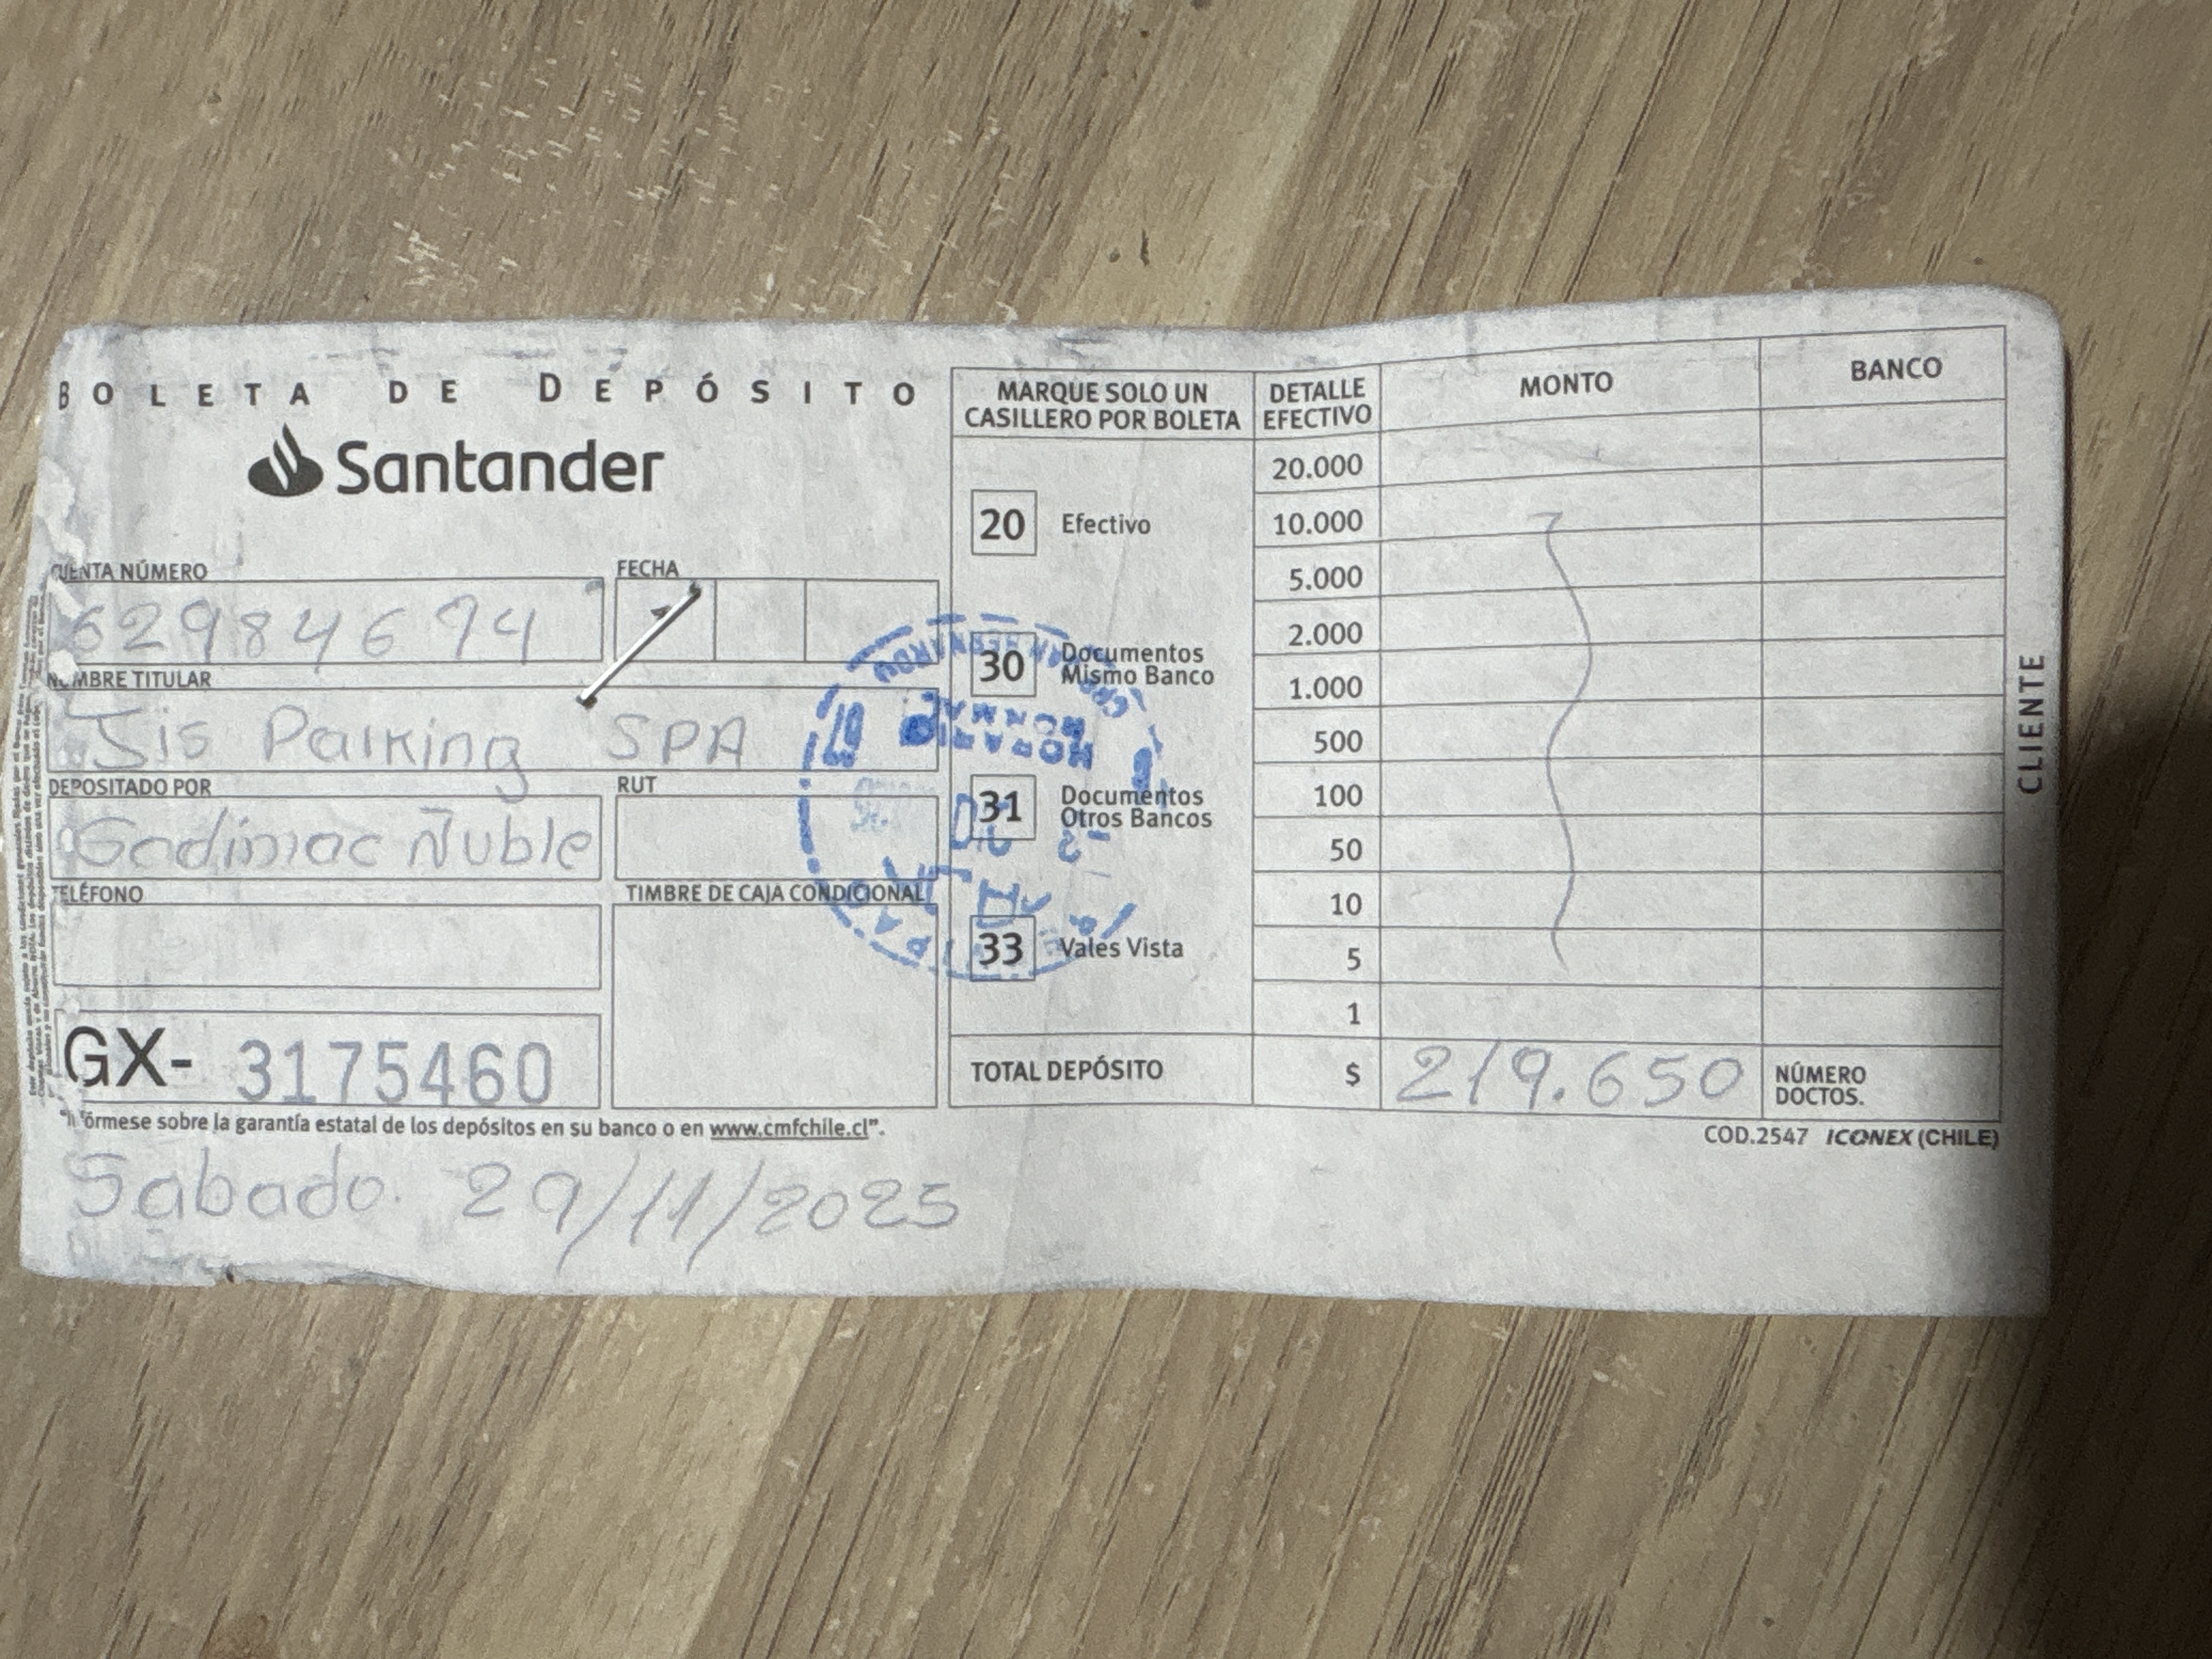 BOLETA DE DEPÓSITO
Santander
CUENTA NÚMERO
62984674
FECHA
NOMBRE TITULAR
Jis Parking SPA
DEPOSITADO POR
Sodimac Ñuble
RUT
TELÉFONO
TIMBRE DE CAJA CONDICIONAL
GX- 3175460
"Infórmese sobre la garantía estatal de los depósitos en su banco o en www.cmfchile.cl".
Sabado. 29/11/2025
MARQUE SOLO UN CASILLERO POR BOLETA
20 Efectivo
30 Documentos Mismo Banco
31 Documentos Otros Bancos
33 Vales Vista
TOTAL DEPÓSITO
DETALLE EFECTIVO
MONTO
BANCO
20.000
10.000
5.000
2.000
1.000
500
100
50
10
5
1
$ 219.650
NÚMERO DOCTOS.
COD.2547 ICONEX (CHILE)
CLIENTE
HORARIO NORMAL